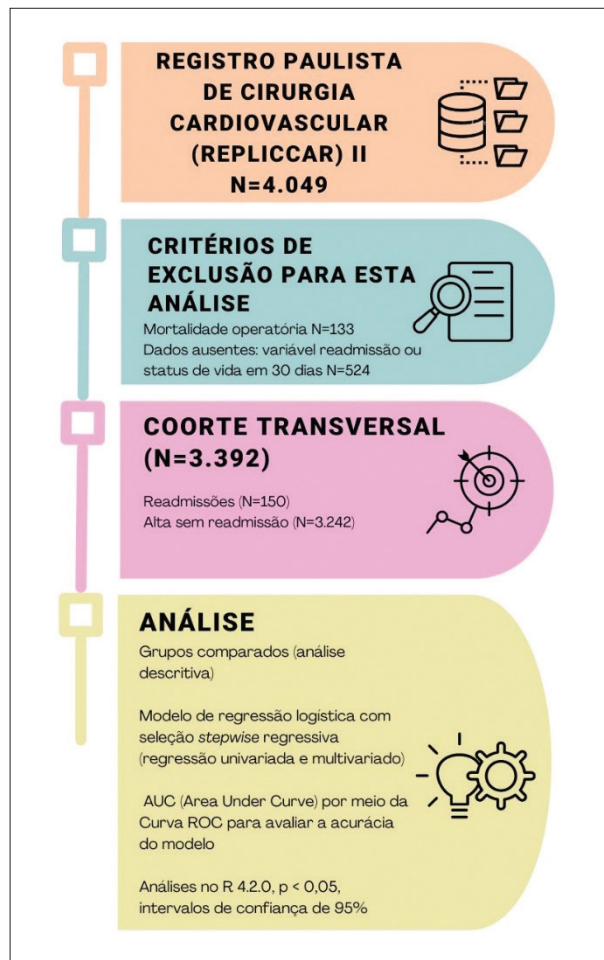 REGISTRO PAULISTA
DE CIRURGIA
CARDIOVASCULAR
(REPLICCAR) II
N=4.049
CRITÉRIOS DE
EXCLUSÃO PARA ESTA
ANÁLISE
Mortalidade operatória N=133
Dados ausentes: variável readmissão ou
status de vida em 30 dias N=524
COORTE TRANSVERSAL
(N=3.392)
Readmissões (N=150)
Alta sem readmissão (N=3.242)
ANÁLISE
Grupos comparados (análise
descritiva)
Modelo de regressão logística com
seleção stepwise regressiva
(regressão univariada e multivariado)
AUC (Area Under Curve) por meio da
Curva ROC para avaliar a acurácia
do modelo
Análises no R 4.2.0, p < 0,05,
intervalos de confiança de 95%